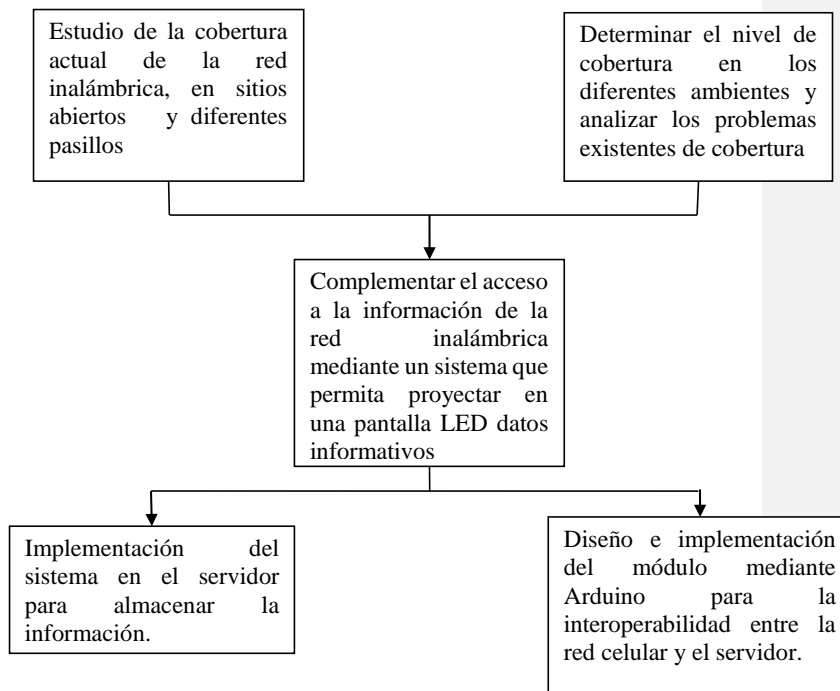 Estudio de la cobertura
actual de la red
inalámbrica, en sitios
abiertos y diferentes
pasillos
Determinar el nivel de
cobertura en los
diferentes ambientes y
analizar los problemas
existentes de cobertura
Complementar el acceso
a la información de la
red inalámbrica
mediante un sistema que
permita proyectar en
una pantalla LED datos
informativos
Implementación del
sistema en el servidor
para almacenar la
información.
Diseño e implementación
del módulo mediante
Arduino para la
interoperabilidad entre la
red celular y el servidor.